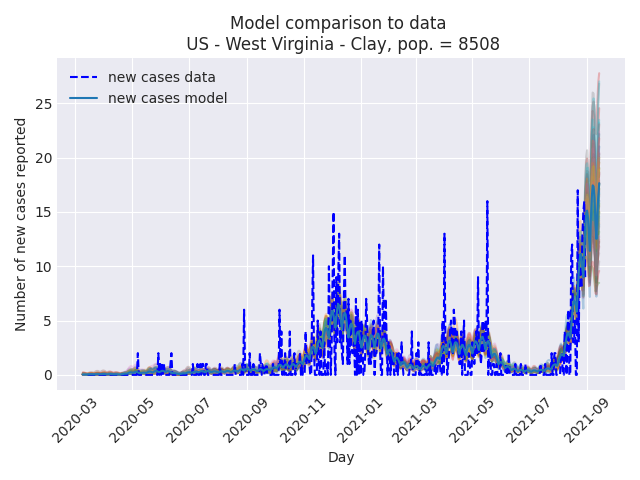 Model comparison to data
US - West Virginia - Clay, pop. = 8508
new cases data
new cases model
Number of new cases reported
25
20
15
10
5
0
2020-03
2020-05
2020-07
2020-09
2020-11
2021-01
2021-03
2021-05
2021-07
2021-09
Day